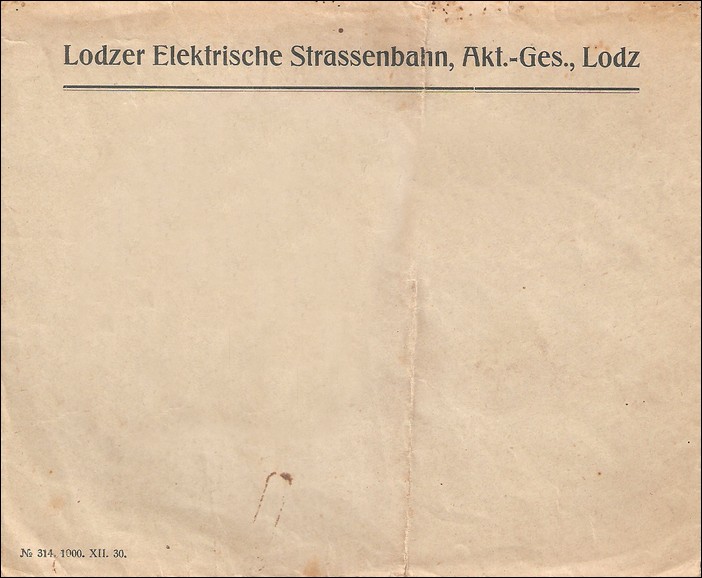 Lodzer Elektrische Strassenbahn, Akt.-Ges., Lodz
№ 314. 1000. XII. 30.